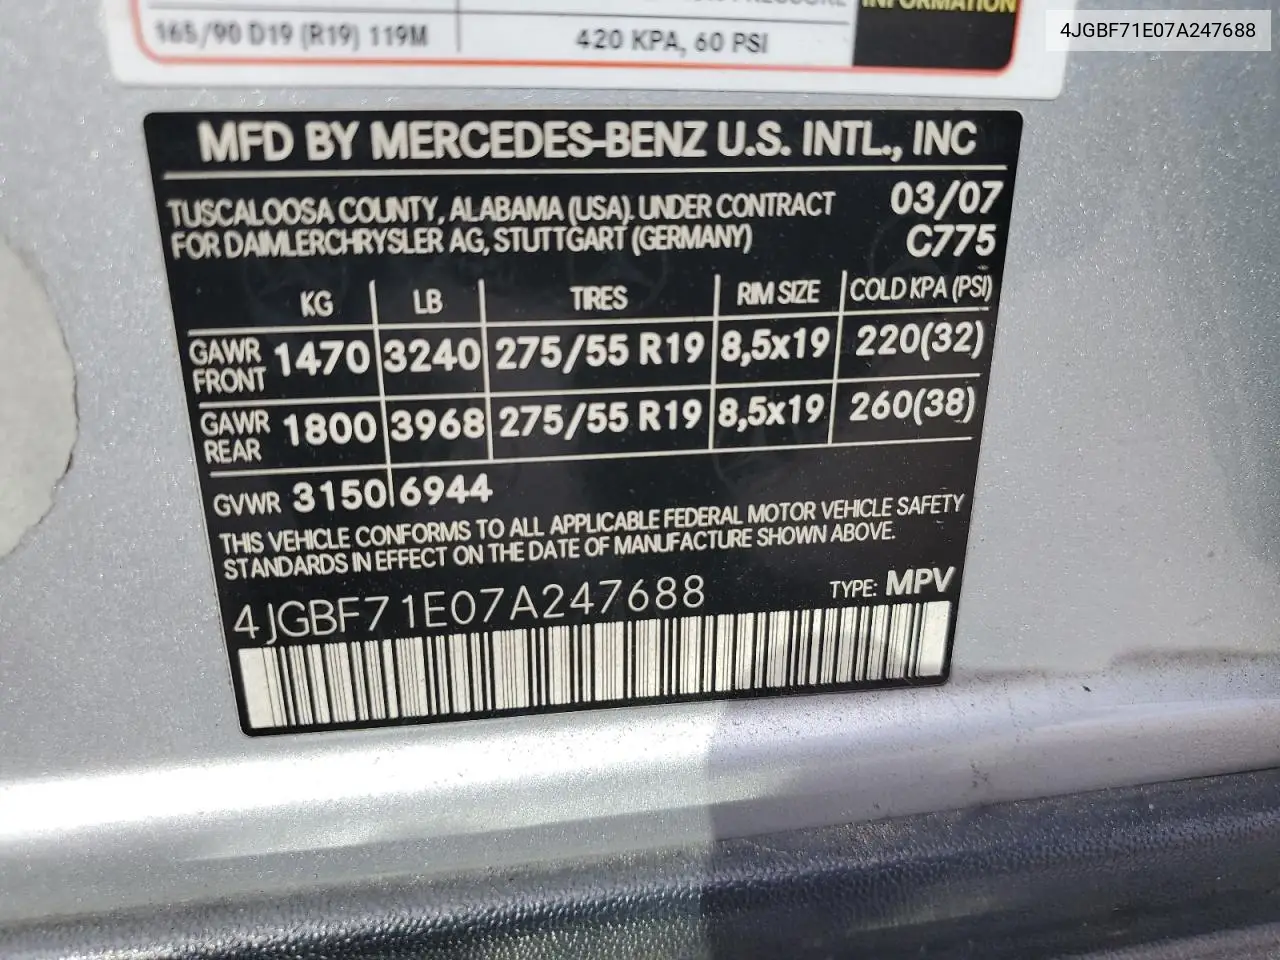 INFORMATION
165/90 D19 (R19) 119M
420 KPA, 60 PSI
4JGBF71E07A247688
MFD BY MERCEDES-BENZ U.S. INTL., INC
TUSCALOOSA COUNTY, ALABAMA (USA). UNDER CONTRACT 03/07
FOR DAIMLERCHRYSLER AG, STUTTGART (GERMANY) C775
KG LB TIRES RIM SIZE COLD KPA (PSI)
GAWR FRONT 1470 3240 275/55 R19 8,5x19 220(32)
GAWR REAR 1800 3968 275/55 R19 8,5x19 260(38)
GVWR 3150 6944
THIS VEHICLE CONFORMS TO ALL APPLICABLE FEDERAL MOTOR VEHICLE SAFETY
STANDARDS IN EFFECT ON THE DATE OF MANUFACTURE SHOWN ABOVE.
4JGBF71E07A247688 TYPE: MPV